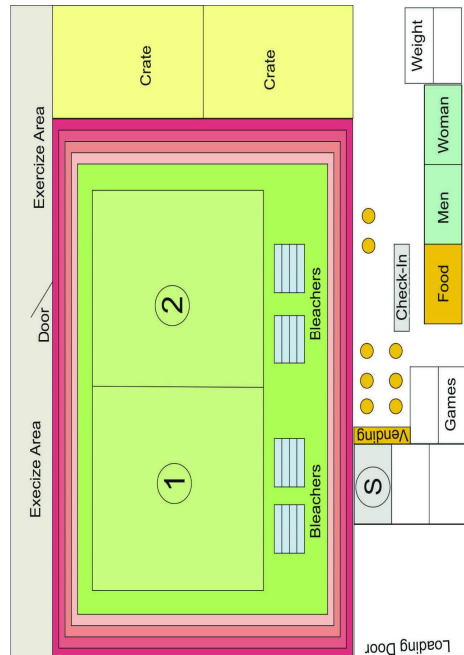 Execize Area
Door
Exercize Area
1
2
Crate
Crate
Bleachers
Bleachers
S
Vending
Check-In
Weight
Food
Men
Woman
Games
Loading Door